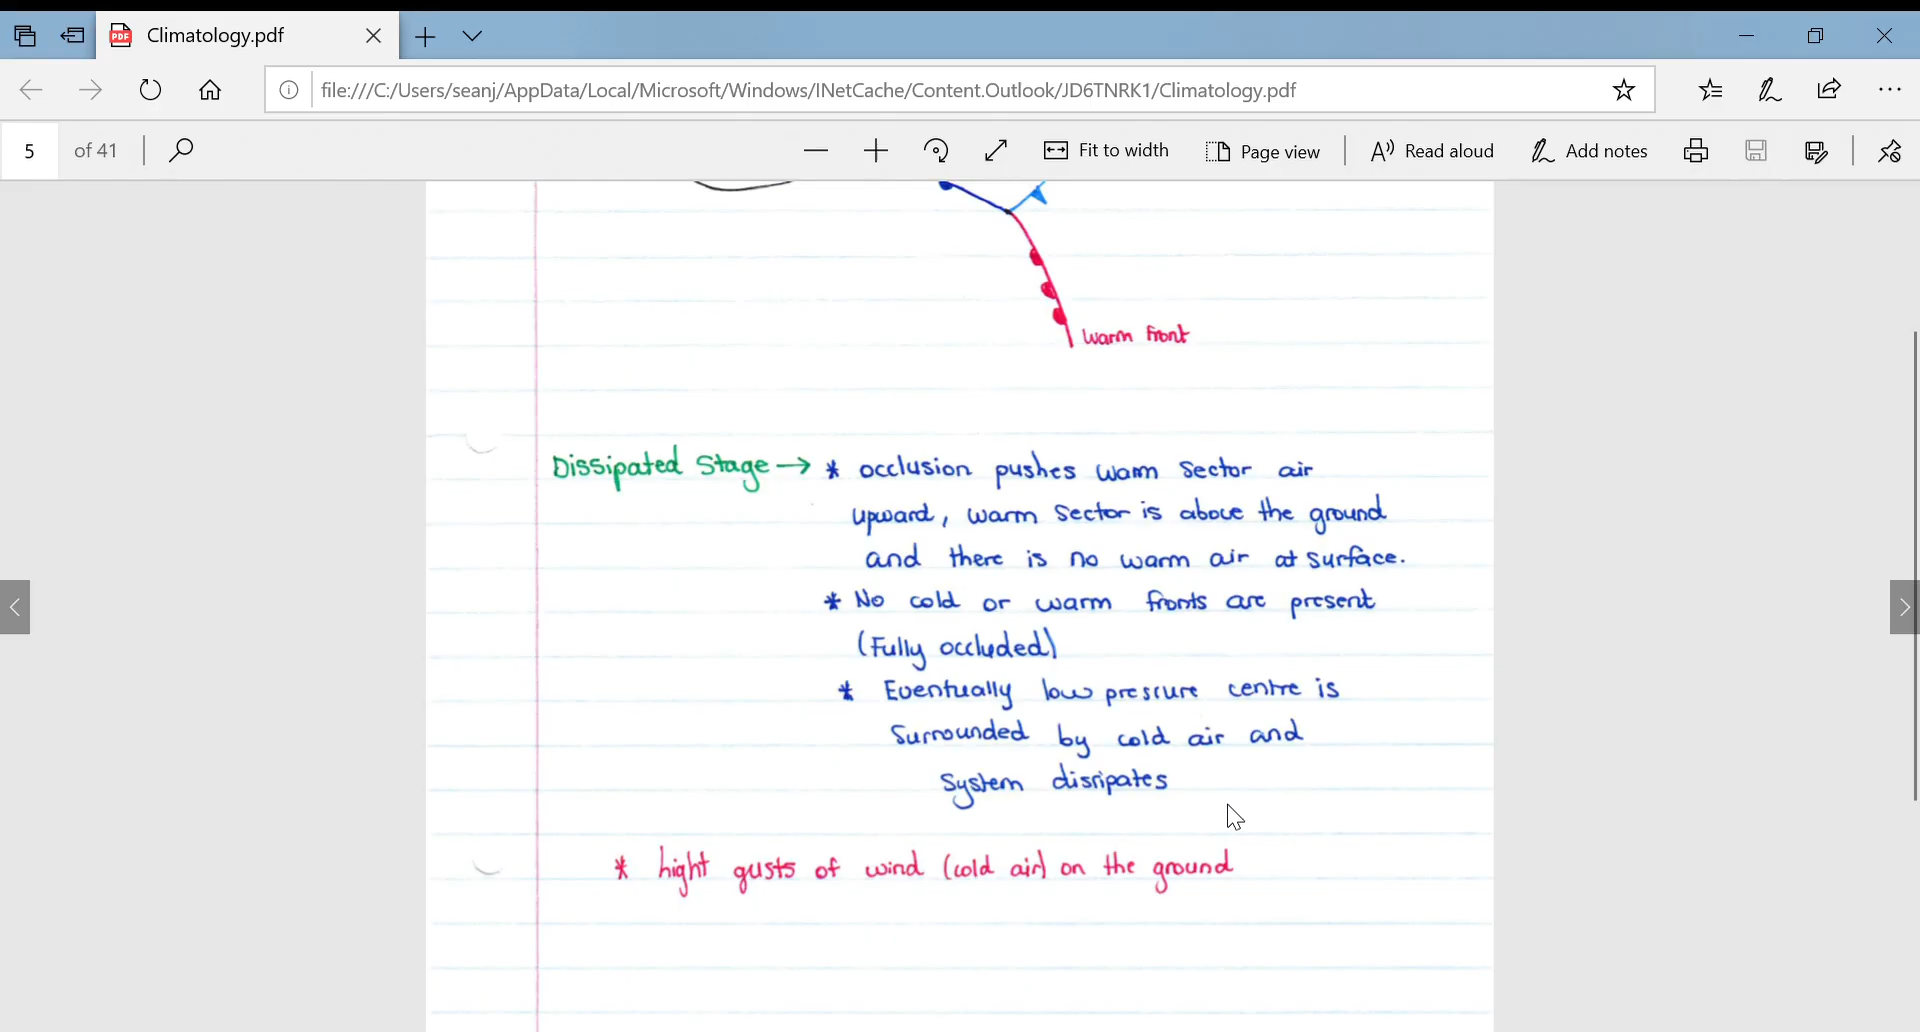 Climatology.pdf
file:///C:/Users/seanj/AppData/Local/Microsoft/Windows/INetCache/Content.Outlook/JD6TNRK1/Climatology.pdf
5 of 41
Fit to width
Page view
Read aloud
Add notes
warm front
Dissipated Stage → * occlusion pushes warm sector air
upward, warm sector is above the ground
and there is no warm air at surface.
* No cold or warm fronts are present
(Fully occluded)
* Eventually low pressure centre is
surrounded by cold air and
system dissipates
* hight gusts of wind (cold air) on the ground